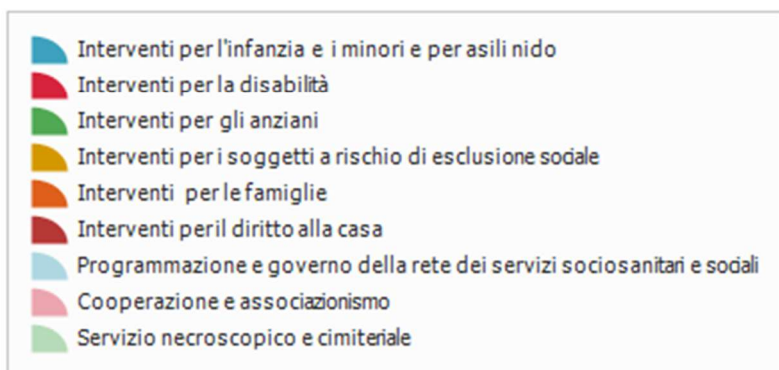 Interventi per l'infanzia e i minori e per asili nido
Interventi per la disabilità
Interventi per gli anziani
Interventi per i soggetti a rischio di esclusione sociale
Interventi per le famiglie
Interventi per il diritto alla casa
Programmazione e governo della rete dei servizi sociosanitari e sociali
Cooperazione e associazionismo
Servizio necroscopico e cimiteriale